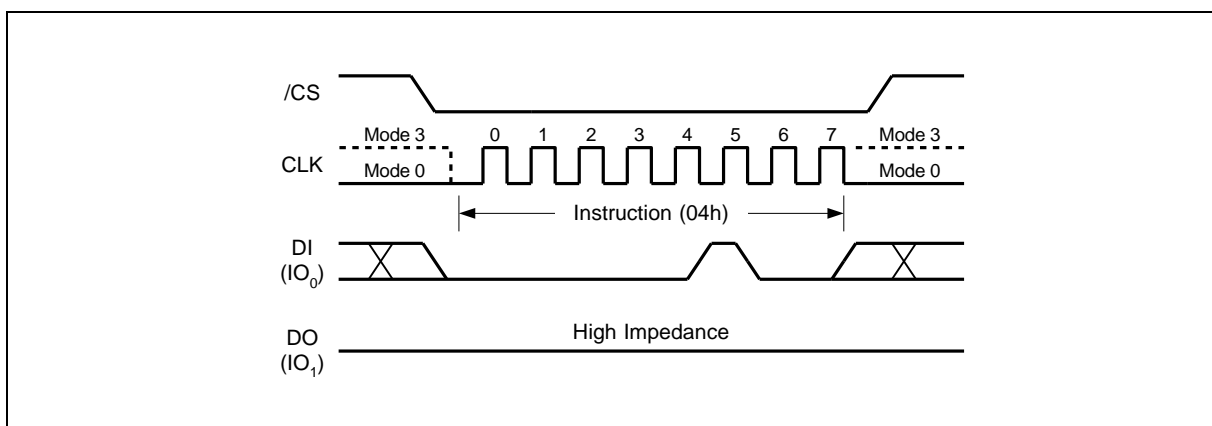 /CS
Mode 3 0 1 2 3 4 5 6 7 Mode 3
CLK
Mode 0 Mode 0
Instruction (04h)
DI
(IO0)
High Impedance
DO
(IO1)